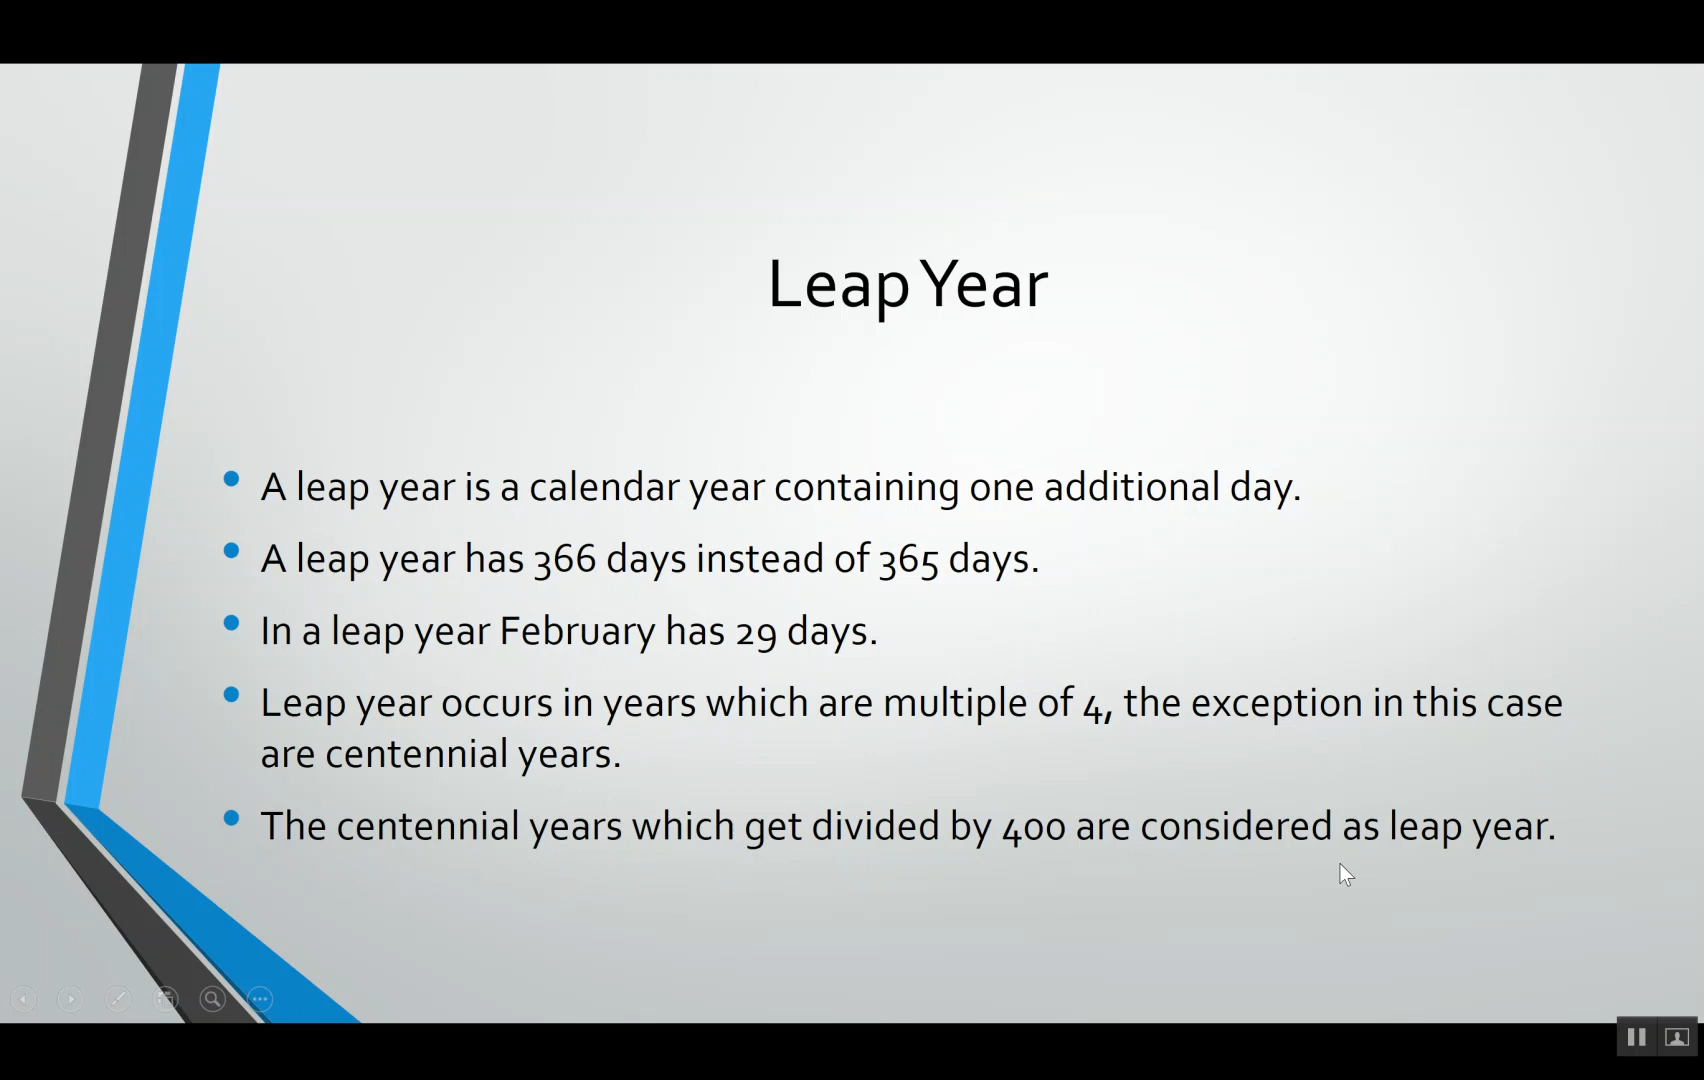 Leap Year
A leap year is a calendar year containing one additional day.
A leap year has 366 days instead of 365 days.
In a leap year February has 29 days.
Leap year occurs in years which are multiple of 4, the exception in this case
are centennial years.
The centennial years which get divided by 400 are considered as leap year.